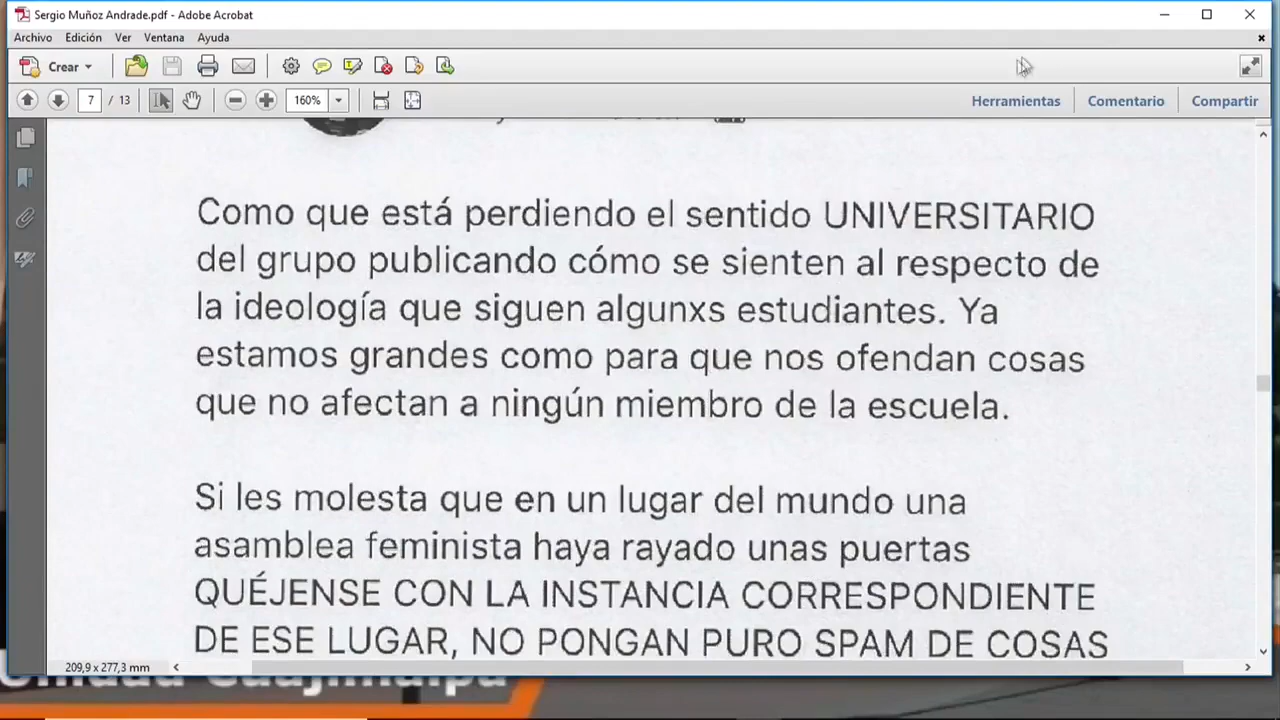 Sergio Muñoz Andrade.pdf - Adobe Acrobat
Archivo Edición Ver Ventana Ayuda
Crear
7 / 13 160% Herramientas Comentario Compartir
Como que está perdiendo el sentido UNIVERSITARIO
del grupo publicando cómo se sienten al respecto de
la ideología que siguen algunxs estudiantes. Ya
estamos grandes como para que nos ofendan cosas
que no afectan a ningún miembro de la escuela.
Si les molesta que en un lugar del mundo una
asamblea feminista haya rayado unas puertas
QUÉJENSE CON LA INSTANCIA CORRESPONDIENTE
DE ESE LUGAR, NO PONGAN PURO SPAM DE COSAS
209,9 x 277,3 mm
Unidad Cuajimalpa